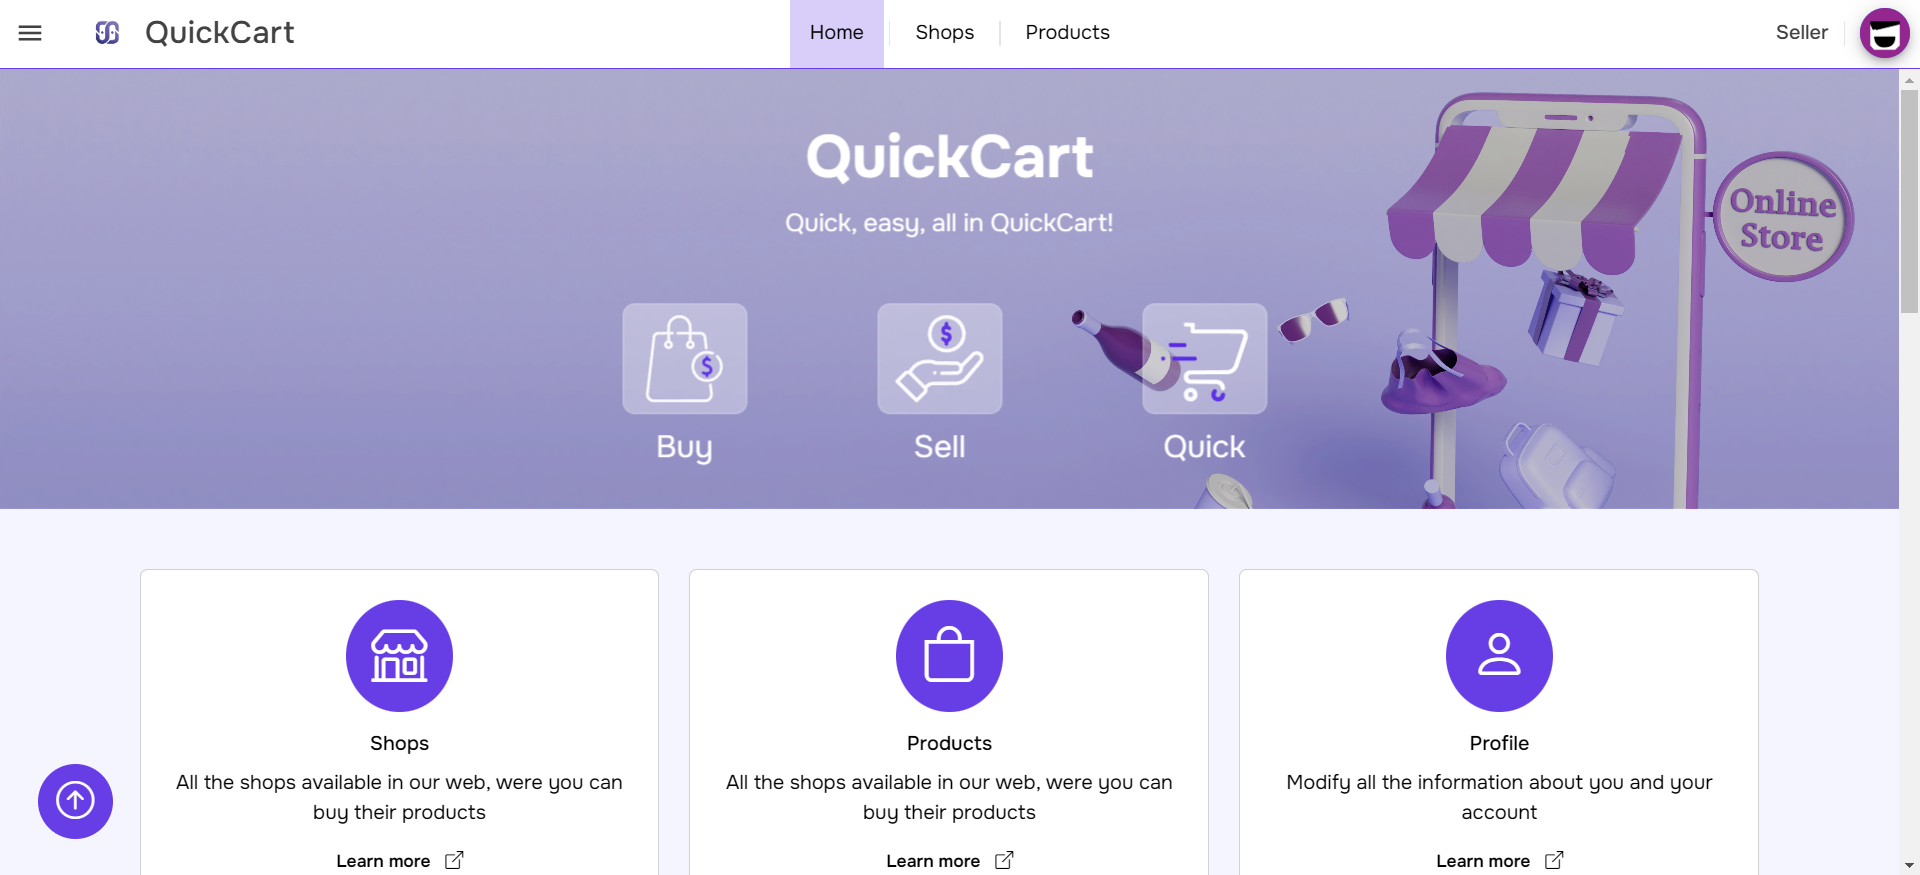 QuickCart
Home
Shops
Products
Seller
QuickCart
Quick, easy, all in QuickCart!
Online
Store
$
$
Buy
Sell
Quick
Shops
All the shops available in our web, were you can
buy their products
Learn more
Products
All the shops available in our web, were you can
buy their products
Learn more
Profile
Modify all the information about you and your
account
Learn more